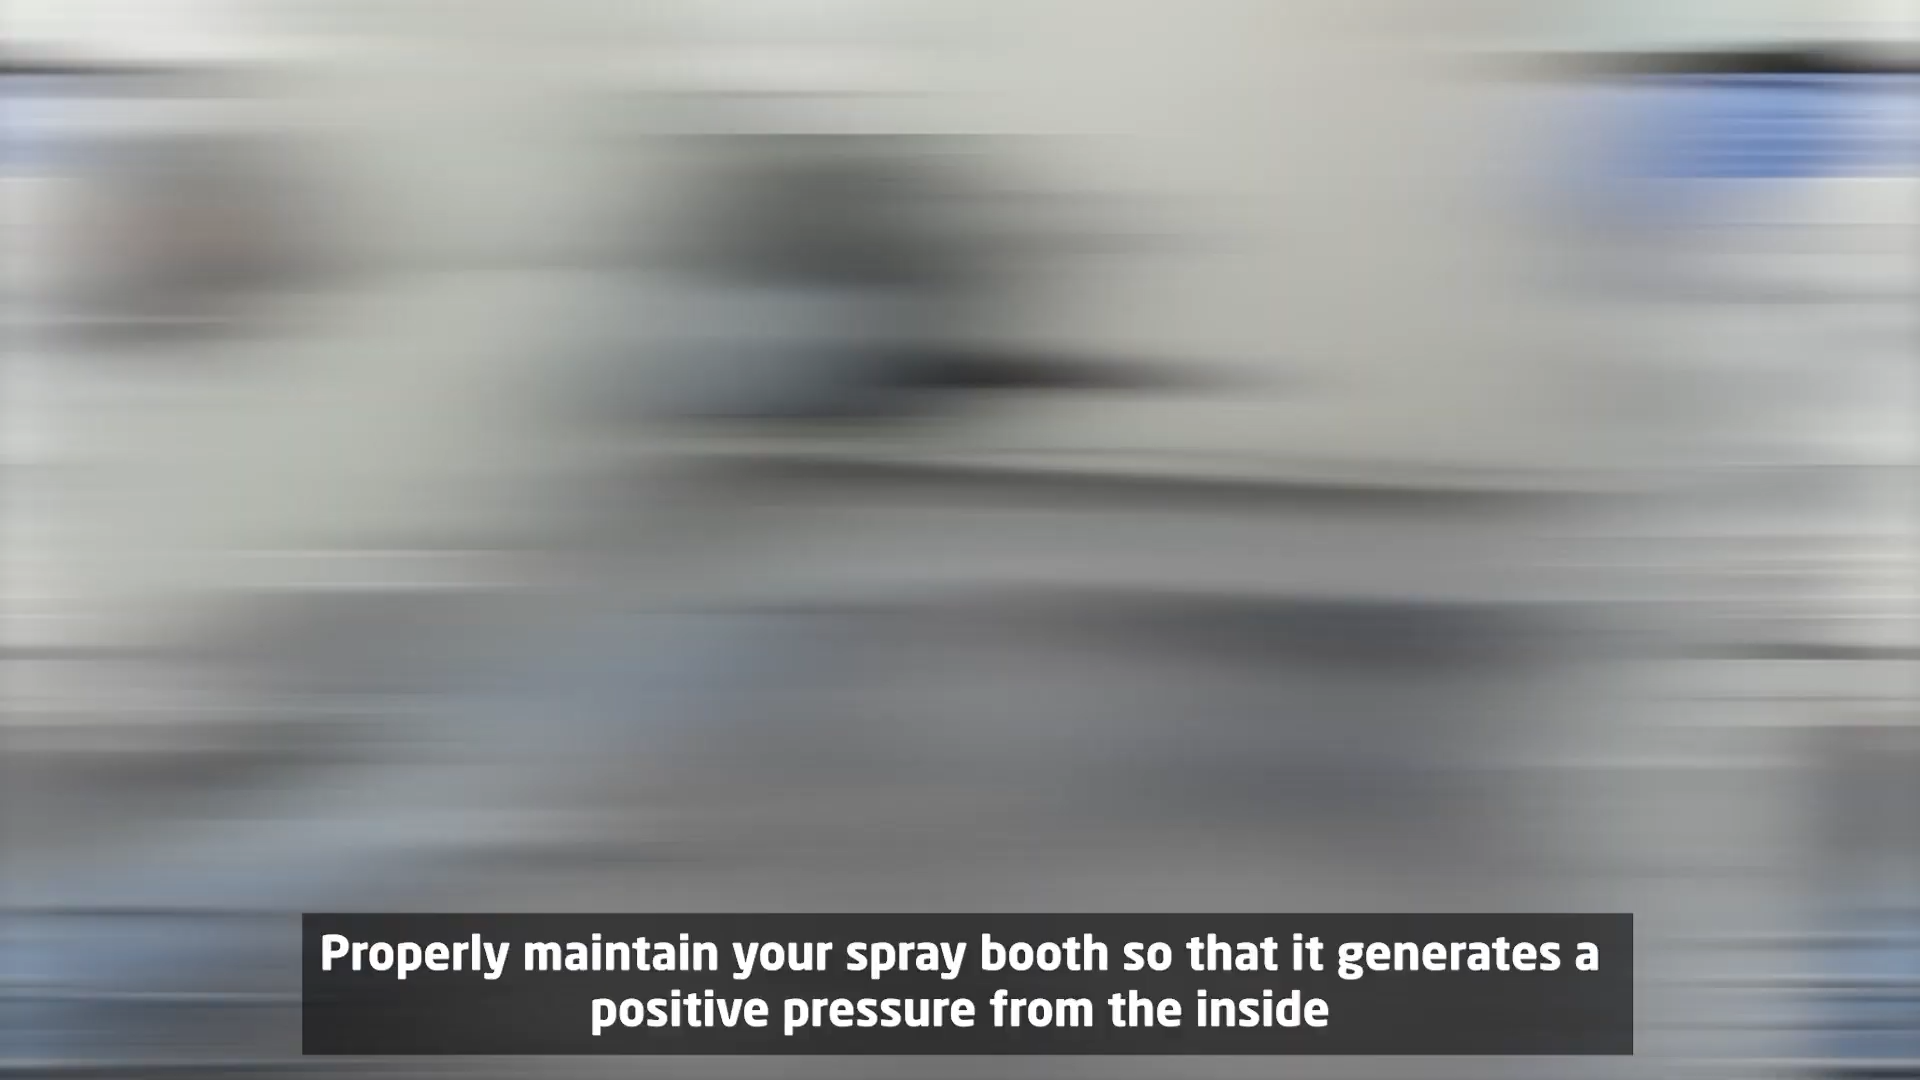 Properly maintain your spray booth so that it generates a
positive pressure from the inside